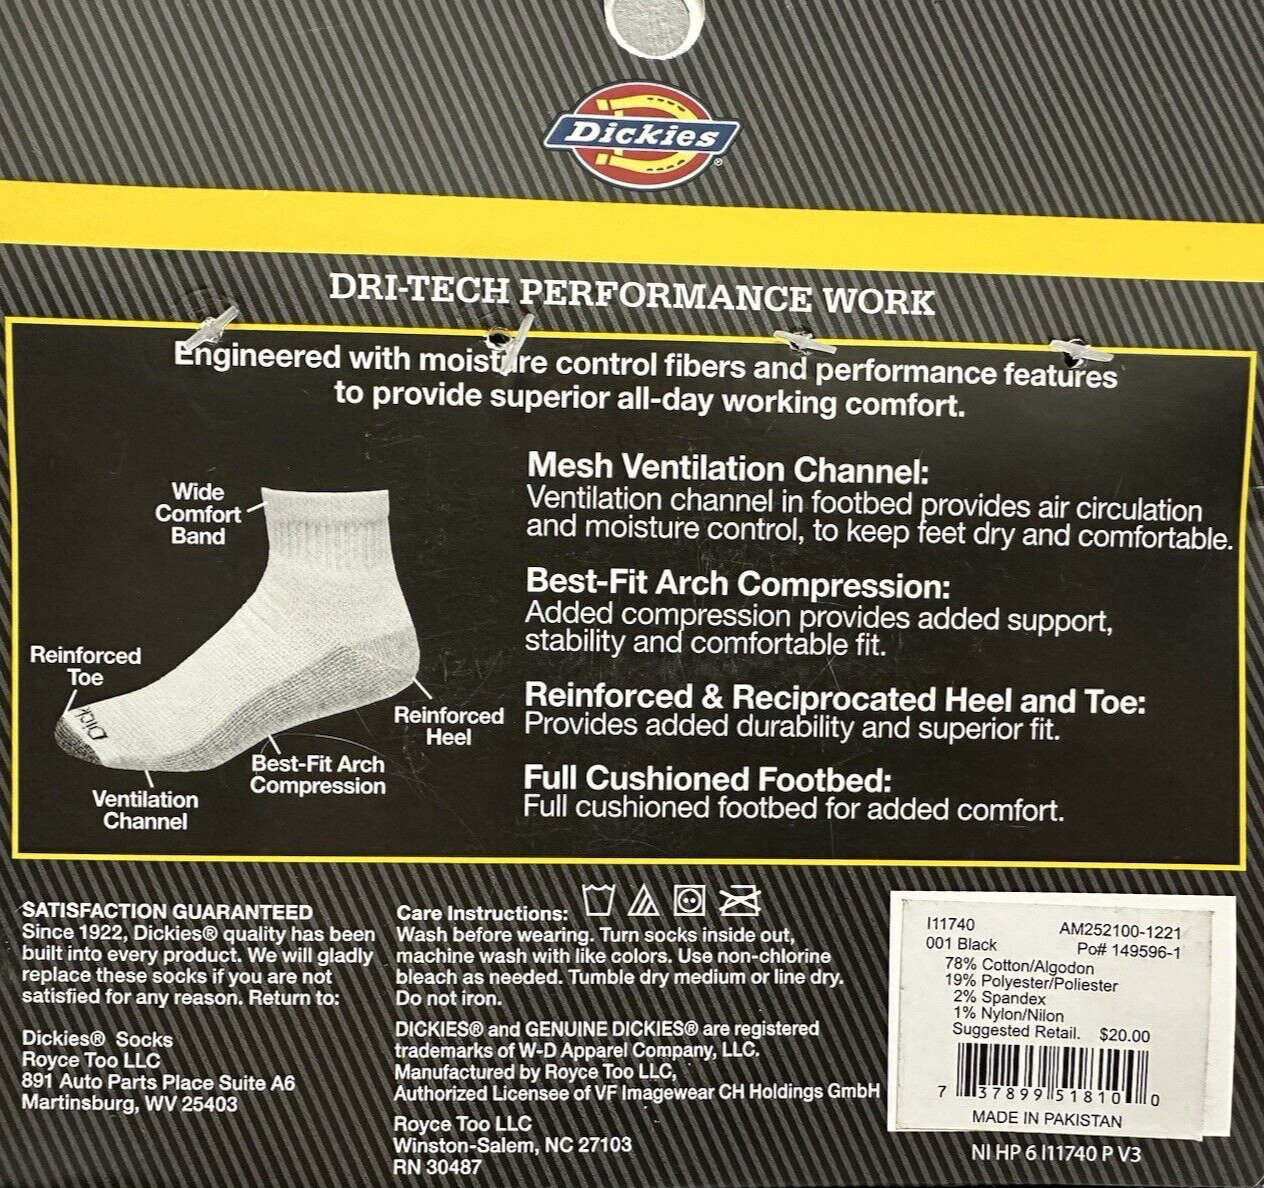 Dickies®
DRI-TECH PERFORMANCE WORK
Engineered with moisture control fibers and performance features
to provide superior all-day working comfort.
Wide
Comfort
Band
Reinforced
Toe
Dick
Ventilation
Channel
Best-Fit Arch
Compression
Reinforced
Heel
Mesh Ventilation Channel:
Ventilation channel in footbed provides air circulation
and moisture control, to keep feet dry and comfortable.
Best-Fit Arch Compression:
Added compression provides added support,
stability and comfortable fit.
Reinforced & Reciprocated Heel and Toe:
Provides added durability and superior fit.
Full Cushioned Footbed:
Full cushioned footbed for added comfort.
SATISFACTION GUARANTEED
Since 1922, Dickies® quality has been
built into every product. We will gladly
replace these socks if you are not
satisfied for any reason. Return to:
Dickies® Socks
Royce Too LLC
891 Auto Parts Place Suite A6
Martinsburg, WV 25403
Care Instructions:
Wash before wearing. Turn socks inside out,
machine wash with like colors. Use non-chlorine
bleach as needed. Tumble dry medium or line dry.
Do not iron.
DICKIES® and GENUINE DICKIES® are registered
trademarks of W-D Apparel Company, LLC.
Manufactured by Royce Too LLC,
Authorized Licensee of VF Imagewear CH Holdings GmbH
Royce Too LLC
Winston-Salem, NC 27103
RN 30487
I11740 AM252100-1221
001 Black Po# 149596-1
78% Cotton/Algodon
19% Polyester/Poliester
2% Spandex
1% Nylon/Nilon
Suggested Retail. $20.00
7 37899 51810 0
MADE IN PAKISTAN
NI HP 6 I11740 P V3